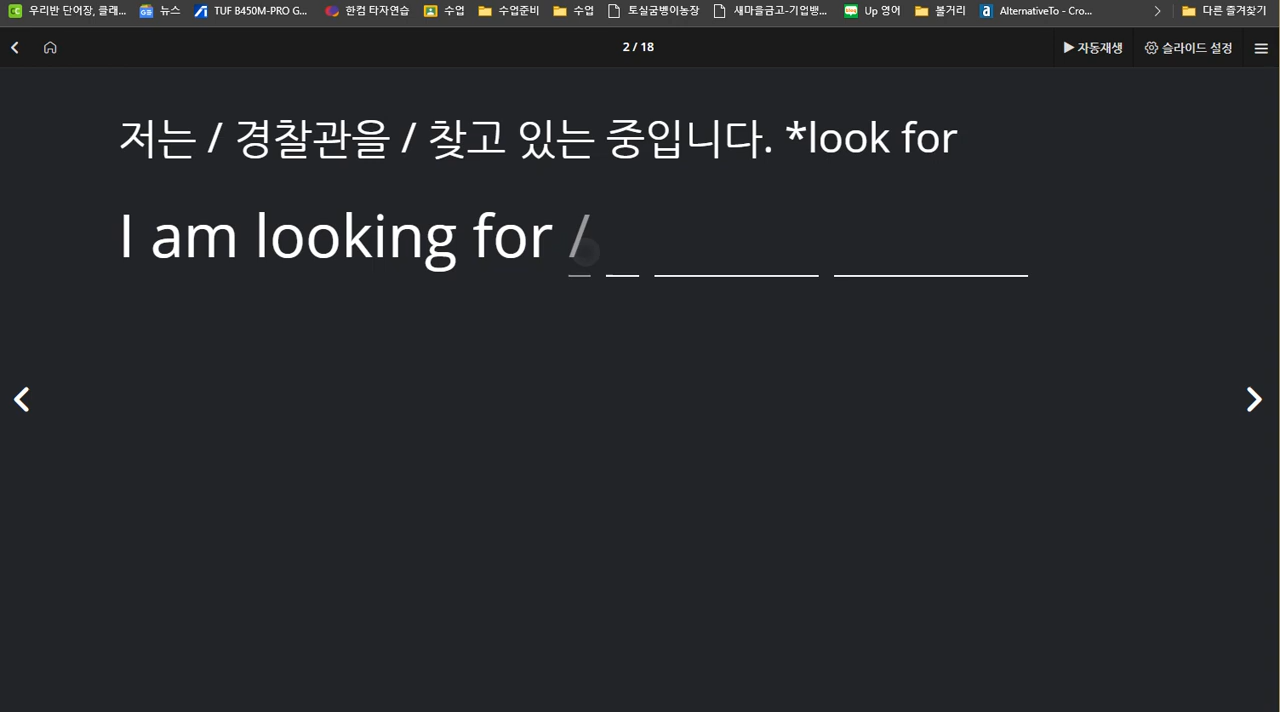 우리반 단어장, 클래... 뉴스 TUF B450M-PRO G... 한컴 타자연습 수업 수업준비 수업 토실굼벵이농장 새마을금고-기업뱅... Up 영어 볼거리 AlternativeTo - Cro... 다른 즐겨찾기
2 / 18 자동재생 슬라이드 설정
저는 / 경찰관을 / 찾고 있는 중입니다. *look for
I am looking for /